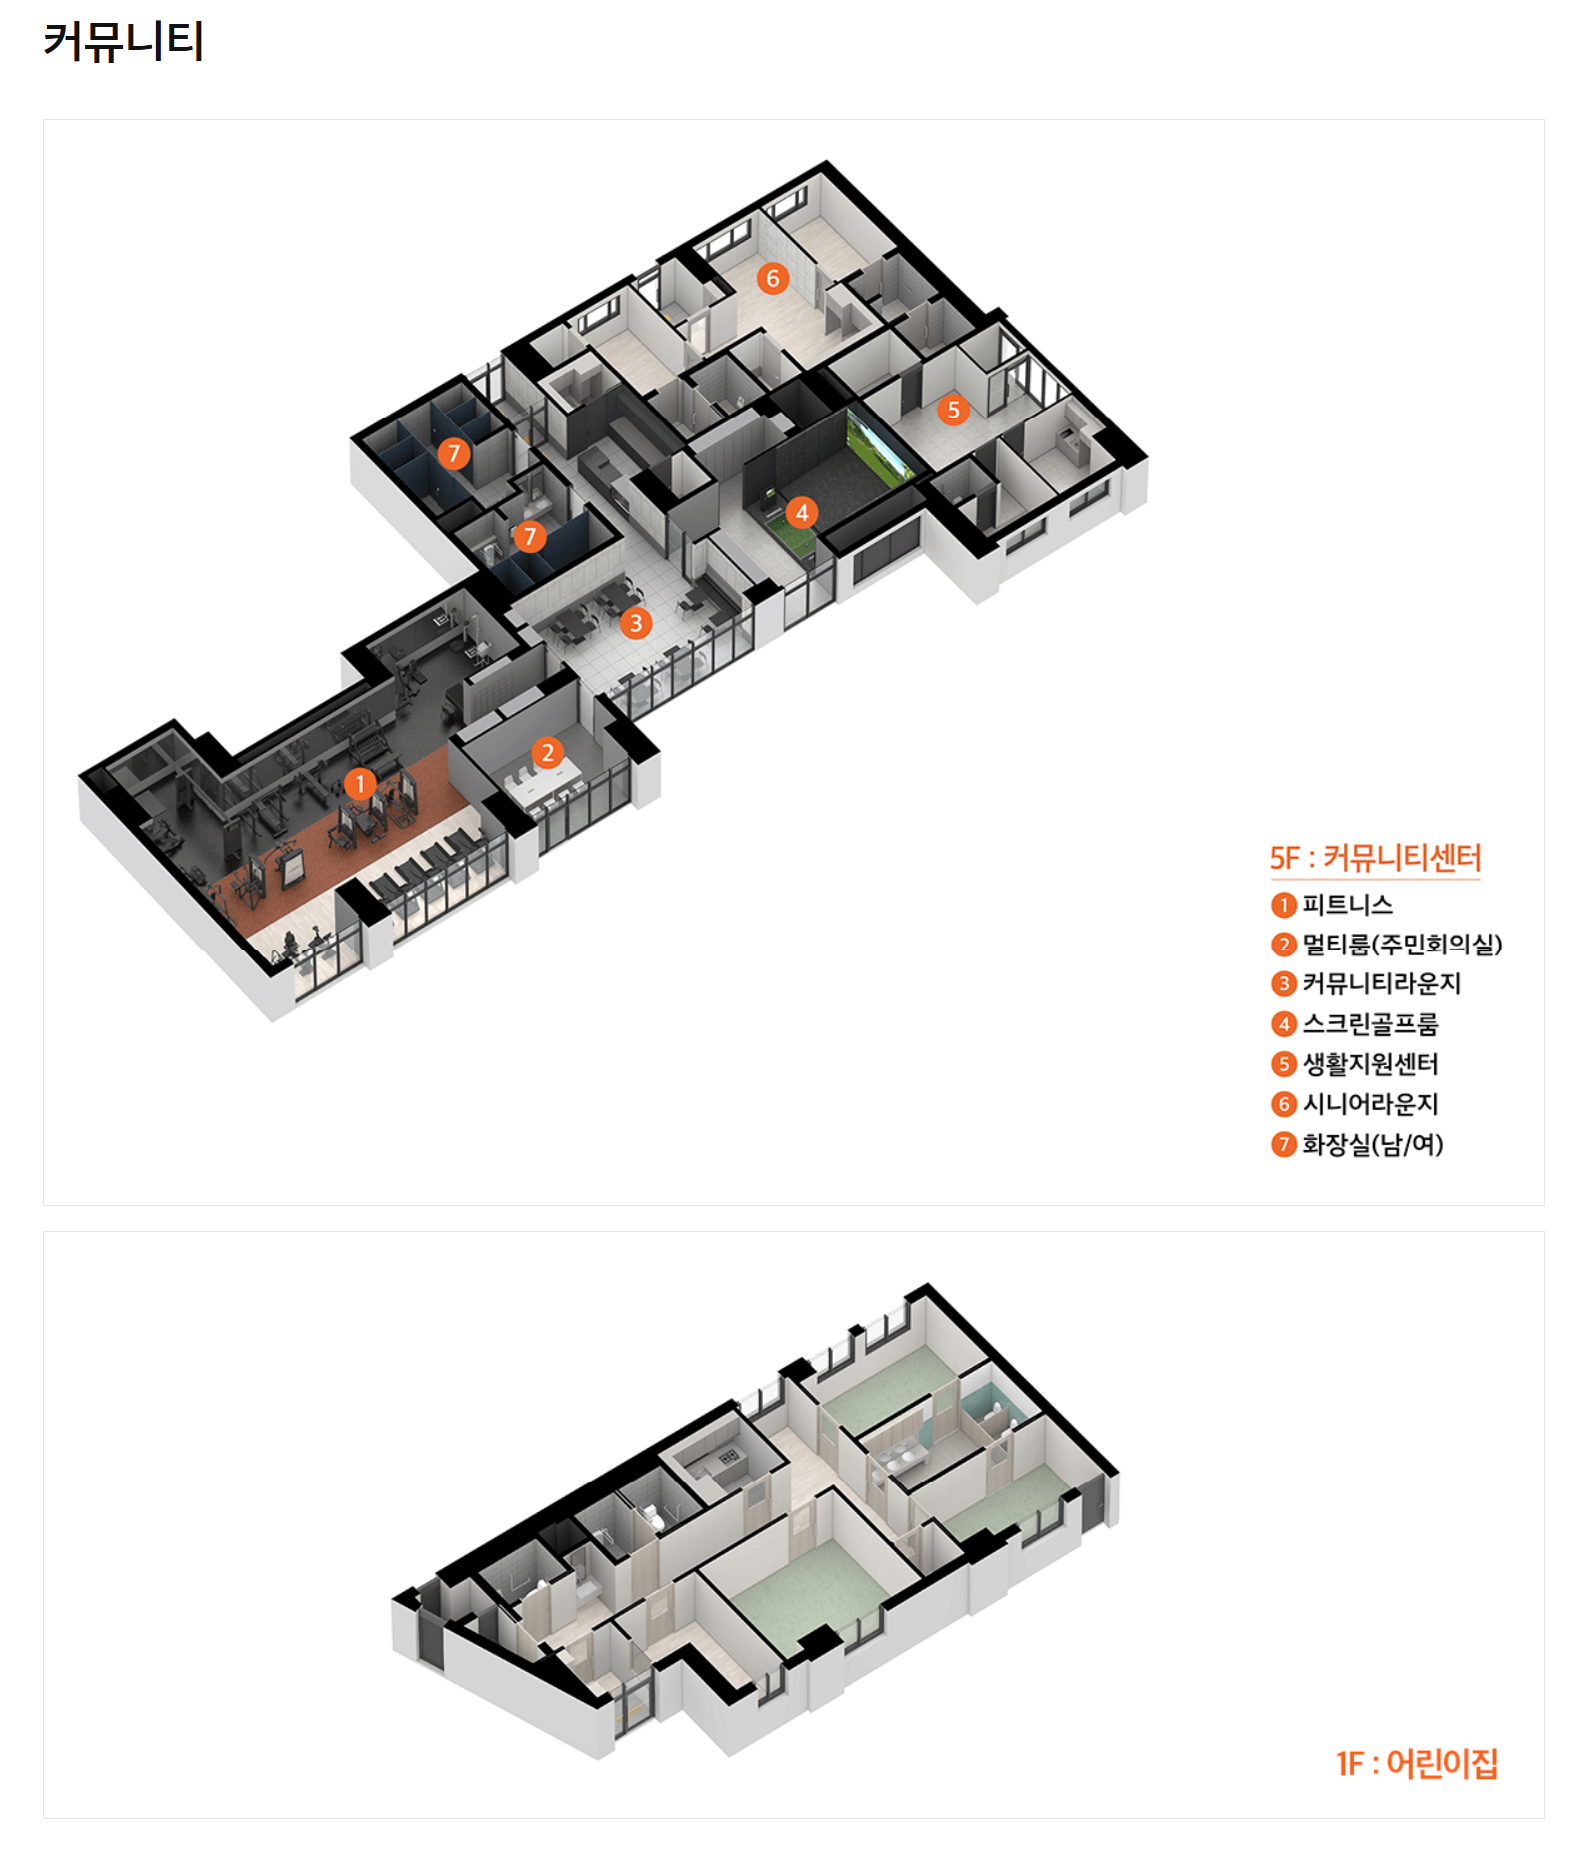 커뮤니티
6
5
7
4
7
3
2
1
5F : 커뮤니티센터
1 피트니스
2 멀티룸(주민회의실)
3 커뮤니티라운지
4 스크린골프룸
5 생활지원센터
6 시니어라운지
7 화장실(남/여)
1F : 어린이집